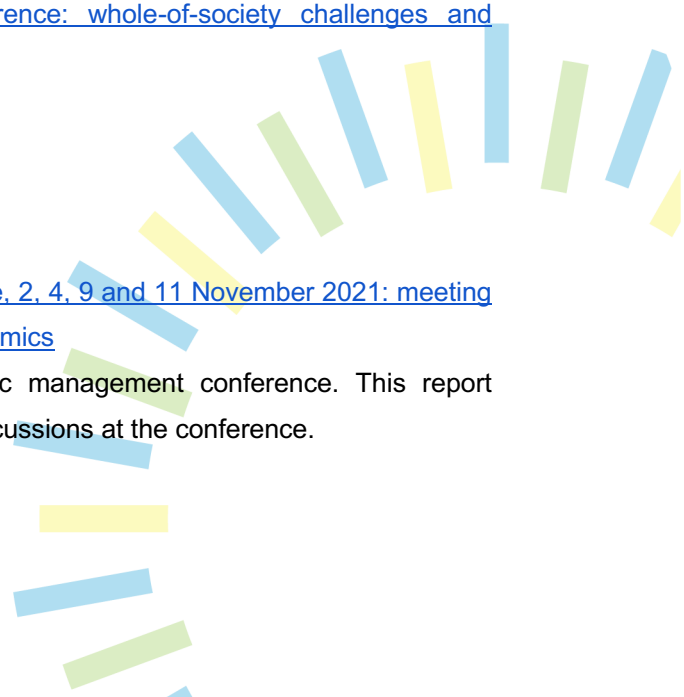 rence: whole-of-society challenges and
e, 2, 4, 9 and 11 November 2021: meeting
mics
c management conference. This report
cussions at the conference.